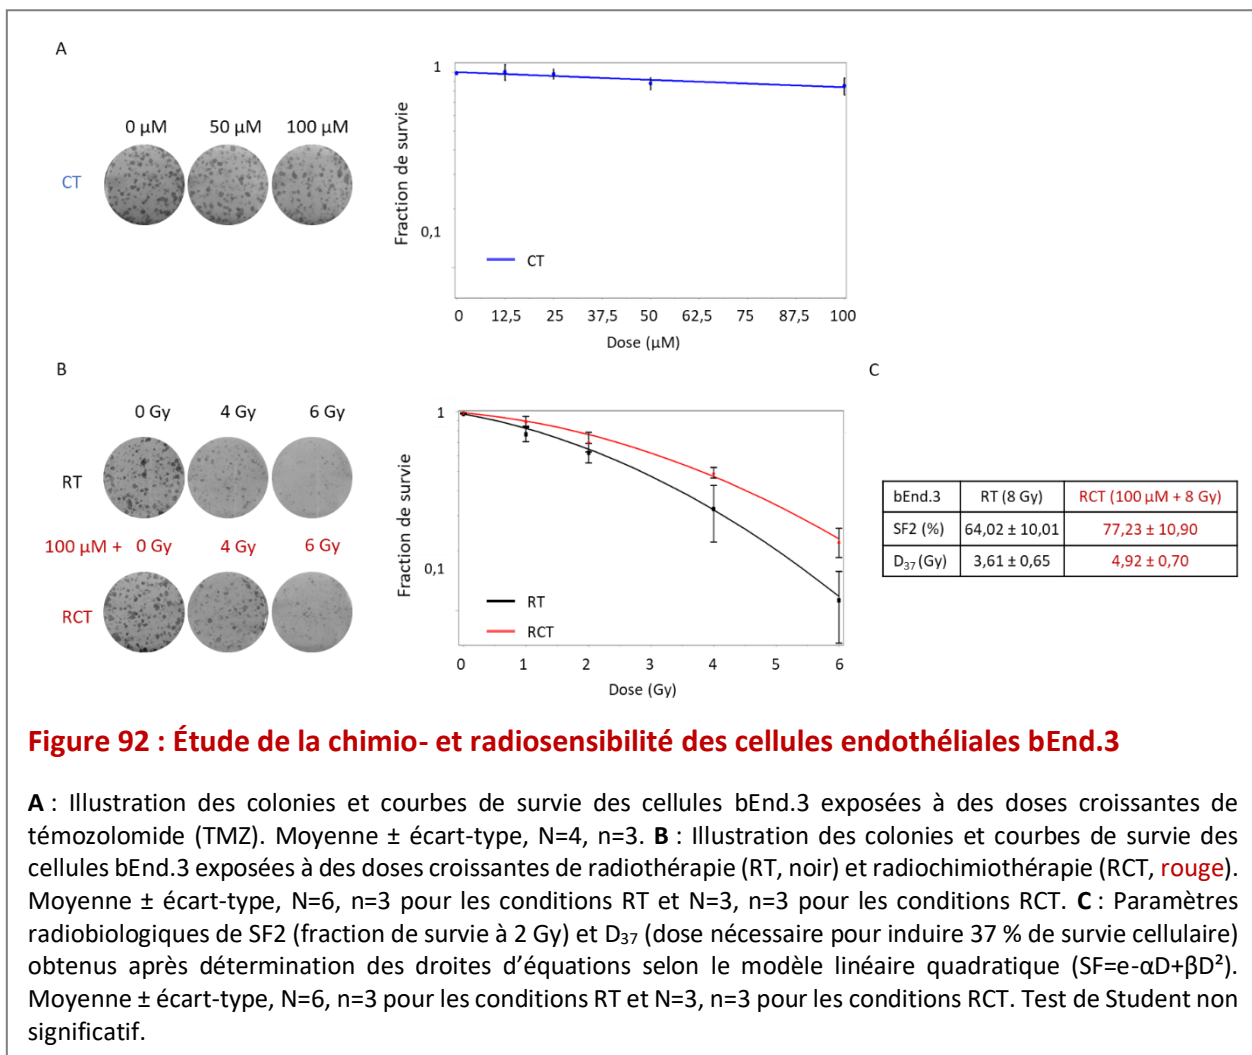 A
0 µM 50 µM 100 µM
CT
Fraction de survie
1
0,1
CT
0 12,5 25 37,5 50 62,5 75 87,5 100
Dose (µM)
B
0 Gy 4 Gy 6 Gy
RT
100 µM + 0 Gy 4 Gy 6 Gy
RCT
Fraction de survie
1
0,1
RT
RCT
0 1 2 3 4 5 6
Dose (Gy)
C
bEnd.3 RT (8 Gy) RCT (100 µM + 8 Gy)
SF2 (%) 64,02 ± 10,01 77,23 ± 10,90
D₃₇ (Gy) 3,61 ± 0,65 4,92 ± 0,70
Figure 92 : Étude de la chimio- et radiosensibilité des cellules endothéliales bEnd.3
A : Illustration des colonies et courbes de survie des cellules bEnd.3 exposées à des doses croissantes de
témozolomide (TMZ). Moyenne ± écart-type, N=4, n=3. B : Illustration des colonies et courbes de survie des
cellules bEnd.3 exposées à des doses croissantes de radiothérapie (RT, noir) et radiochimiothérapie (RCT, rouge).
Moyenne ± écart-type, N=6, n=3 pour les conditions RT et N=3, n=3 pour les conditions RCT. C : Paramètres
radiobiologiques de SF2 (fraction de survie à 2 Gy) et D₃₇ (dose nécessaire pour induire 37 % de survie cellulaire)
obtenus après détermination des droites d’équations selon le modèle linéaire quadratique (SF=e-αD+βD²).
Moyenne ± écart-type, N=6, n=3 pour les conditions RT et N=3, n=3 pour les conditions RCT. Test de Student non
significatif.